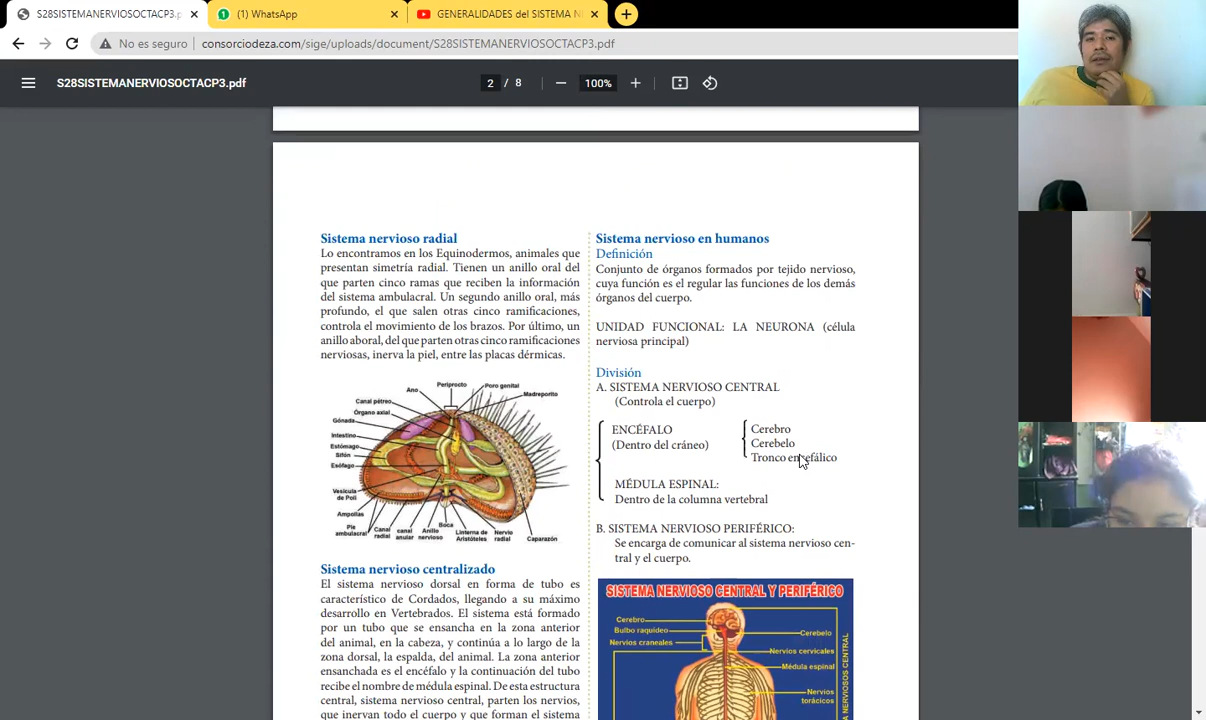 S28SISTEMANERVIOSOCTACP3.p
(1) WhatsApp
GENERALIDADES del SISTEMA N
No es seguro
consorciodeza.com/sige/uploads/document/S28SISTEMANERVIOSOCTACP3.pdf
S28SISTEMANERVIOSOCTACP3.pdf
2 / 8
100%
Sistema nervioso radial
Lo encontramos en los Equinodermos, animales que
presentan simetría radial. Tienen un anillo oral del
que parten cinco ramas que reciben la información
del sistema ambulacral. Un segundo anillo oral, más
profundo, el que salen otras cinco ramificaciones,
controla el movimiento de los brazos. Por último, un
anillo aboral, del que parten otras cinco ramificaciones
nerviosas, inerva la piel, entre las placas dérmicas.
Periprocto
Ano
Poro genital
Madreporito
Canal pétreo
Órgano axial
Gónada
Intestino
Estómago
Sifón
Esófago
Vesícula
de Poli
Ampollas
Pie
ambulacral
Canal
radial
canal
anular
Anillo
nervioso
Boca
Linterna de
Aristóteles
Nervio
radial
Caparazón
Sistema nervioso centralizado
El sistema nervioso dorsal en forma de tubo es
característico de Cordados, llegando a su máximo
desarrollo en Vertebrados. El sistema está formado
por un tubo que se ensancha en la zona anterior
del animal, en la cabeza, y continúa a lo largo de la
zona dorsal, la espalda, del animal. La zona anterior
ensanchada es el encéfalo y la continuación del tubo
recibe el nombre de médula espinal. De esta estructura
central, sistema nervioso central, parten los nervios,
que inervan todo el cuerpo y que forman el sistema
Sistema nervioso en humanos
Definición
Conjunto de órganos formados por tejido nervioso,
cuya función es el regular las funciones de los demás
órganos del cuerpo.
UNIDAD FUNCIONAL: LA NEURONA (célula
nerviosa principal)
División
A. SISTEMA NERVIOSO CENTRAL
(Controla el cuerpo)
ENCÉFALO
(Dentro del cráneo)
Cerebro
Cerebelo
Tronco encefálico
MÉDULA ESPINAL:
Dentro de la columna vertebral
B. SISTEMA NERVIOSO PERIFÉRICO:
Se encarga de comunicar al sistema nervioso cen-
tral y el cuerpo.
SISTEMA NERVIOSO CENTRAL Y PERIFÉRICO
Cerebro
Bulbo raquideo
Nervios craneales
Cerebelo
Nervios cervicales
Médula espinal
Nervios
torácicos
NERVIOSOS CENTRAL